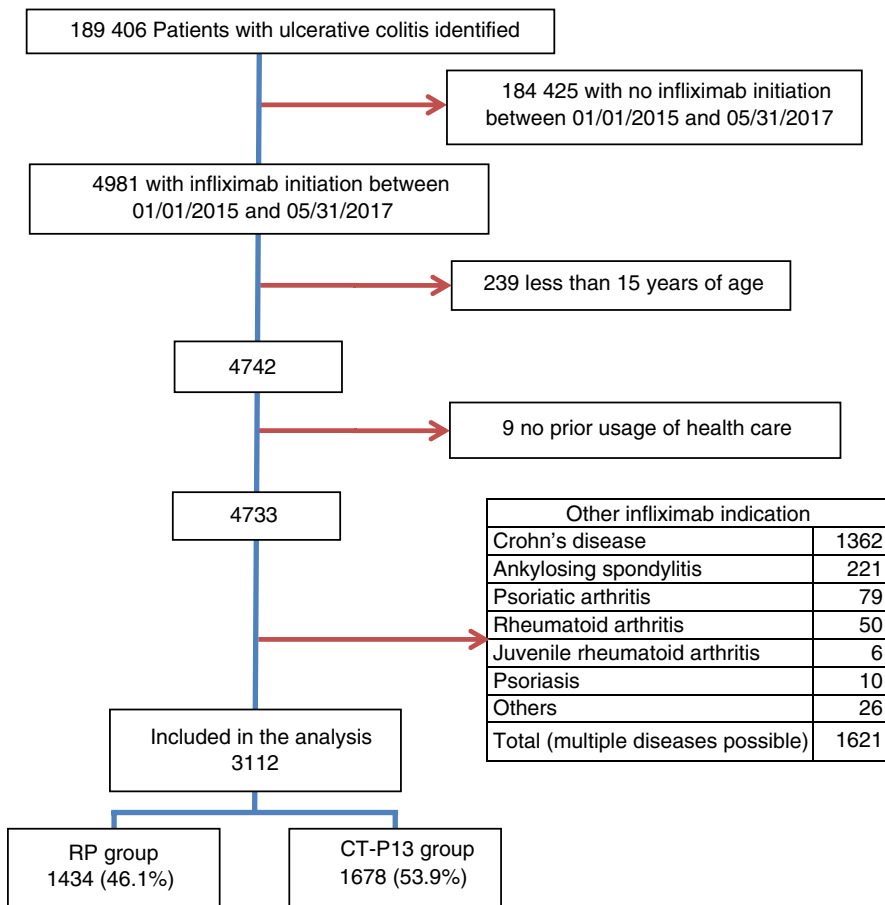 189 406 Patients with ulcerative colitis identified
184 425 with no infliximab initiation
between 01/01/2015 and 05/31/2017
4981 with infliximab initiation between
01/01/2015 and 05/31/2017
239 less than 15 years of age
4742
9 no prior usage of health care
4733
Other infliximab indication
Crohn's disease 1362
Ankylosing spondylitis 221
Psoriatic arthritis 79
Rheumatoid arthritis 50
Juvenile rheumatoid arthritis 6
Psoriasis 10
Others 26
Total (multiple diseases possible) 1621
Included in the analysis
3112
RP group
1434 (46.1%)
CT-P13 group
1678 (53.9%)